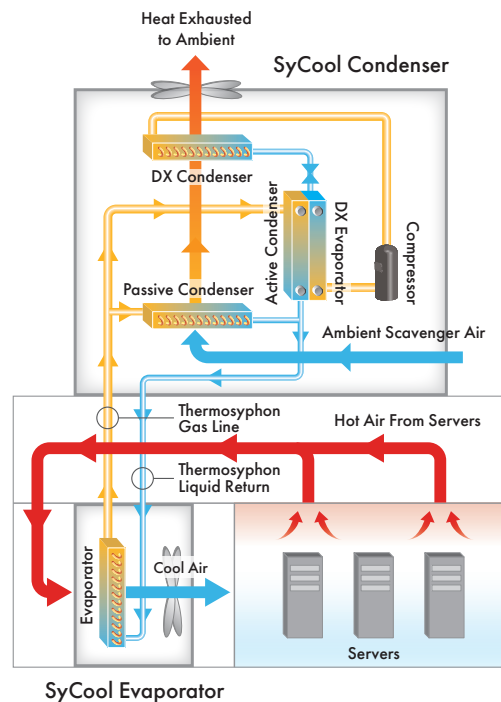 Heat Exhausted
to Ambient
SyCool Condenser
DX Condenser
Active Condenser
DX Evaporator
Compressor
Passive Condenser
Ambient Scavenger Air
Thermosyphon
Gas Line
Hot Air From Servers
Thermosyphon
Liquid Return
Evaporator
Cool Air
Servers
SyCool Evaporator